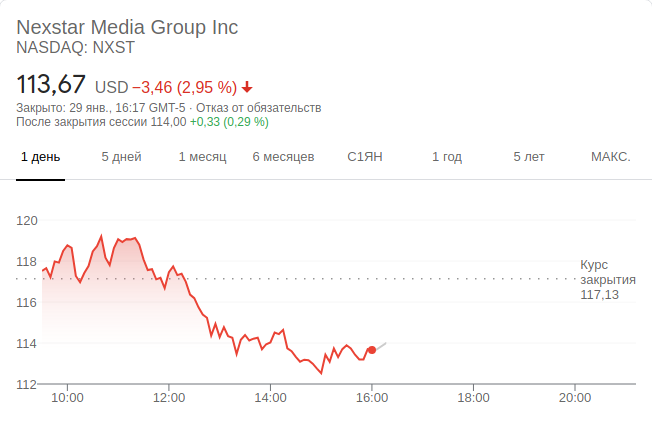 Nexstar Media Group Inc
NASDAQ: NXST
113,67 USD −3,46 (2,95 %)
Закрыто: 29 янв., 16:17 GMT-5 · Отказ от обязательств
После закрытия сессии 114,00 +0,33 (0,29 %)
1 день 5 дней 1 месяц 6 месяцев С1ЯН 1 год 5 лет МАКС.
120
118
116
114
112
Курс
закрытия
117,13
10:00 12:00 14:00 16:00 18:00 20:00